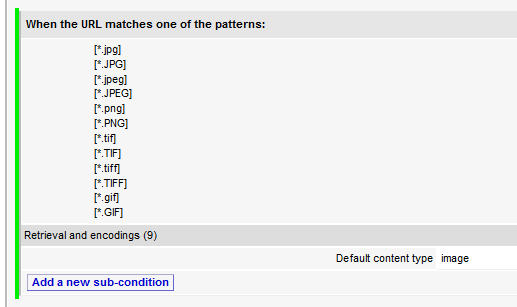 When the URL matches one of the patterns:
[*.jpg]
[*.JPG]
[*.jpeg]
[*.JPEG]
[*.png]
[*.PNG]
[*.tif]
[*.TIF]
[*.tiff]
[*.TIFF]
[*.gif]
[*.GIF]
Retrieval and encodings (9)
Default content type image
Add a new sub-condition